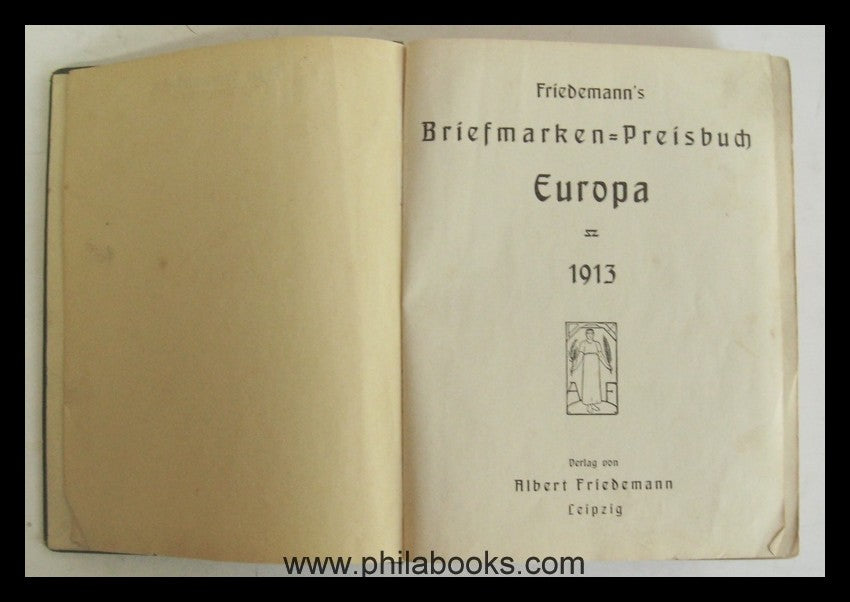 Friedemann's
Briefmarken=Preisbuch
Europa
1913
A F
Verlag von
Albert Friedemann
Leipzig
www.philabooks.com